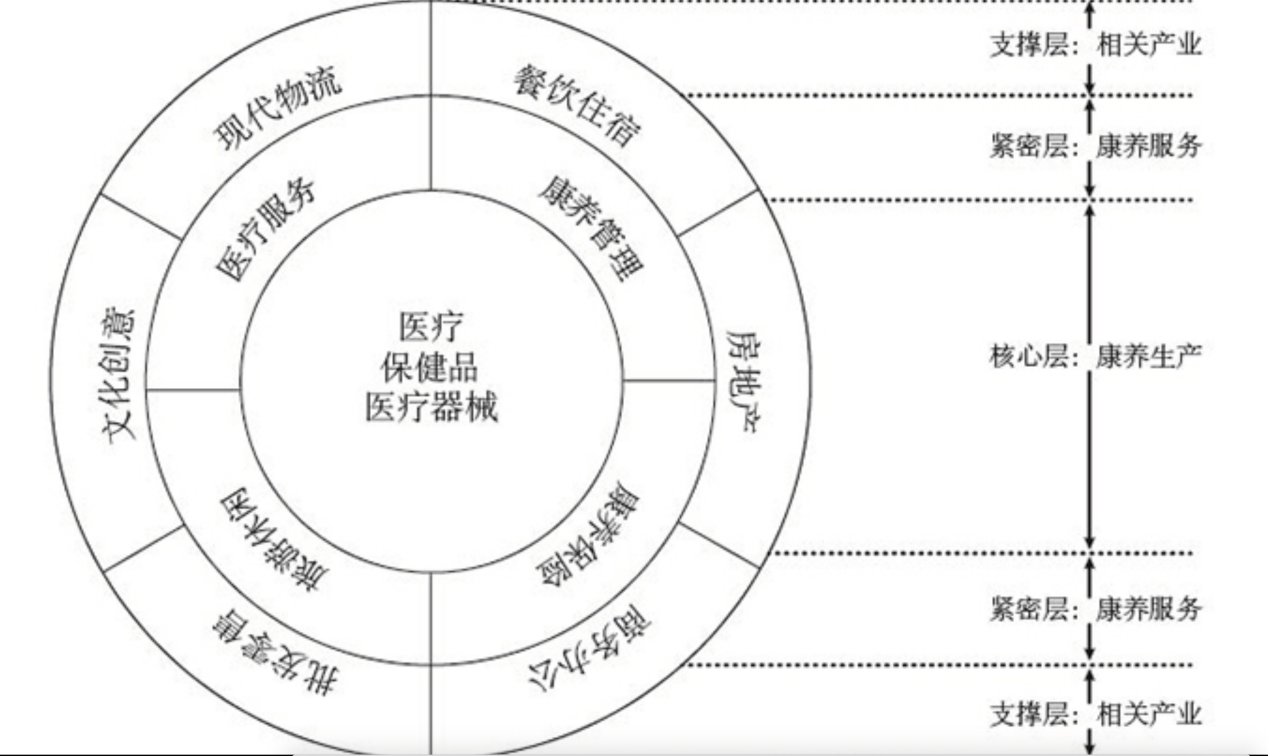 现代物流
餐饮住宿
支撑层：相关产业
紧密层：康养服务
医疗服务
康养管理
文化创意
医疗
保健品
医疗器械
房地产
核心层：康养生产
旅游休闲
康养保险
紧密层：康养服务
批发零售
商务办公
支撑层：相关产业